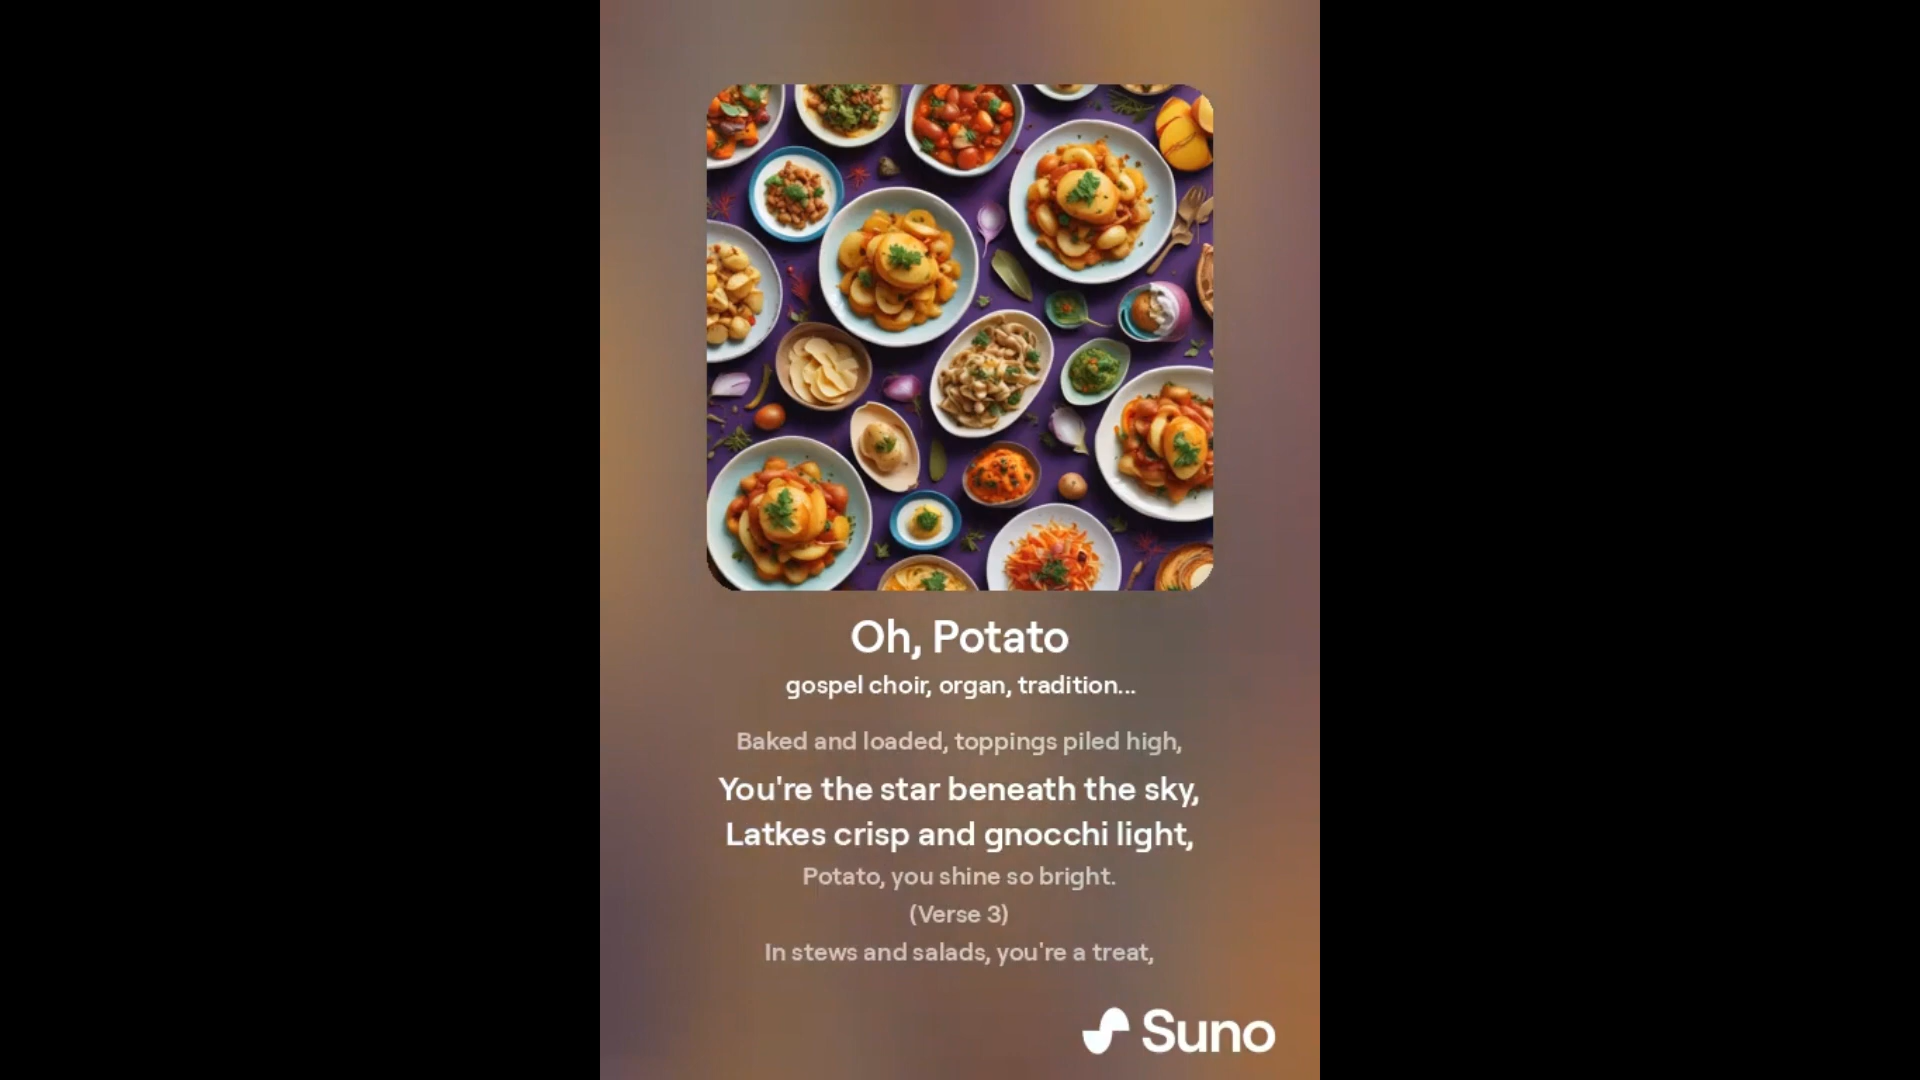 Oh, Potato
gospel choir, organ, tradition...
Baked and loaded, toppings piled high,
You're the star beneath the sky,
Latkes crisp and gnocchi light,
Potato, you shine so bright.
(Verse 3)
In stews and salads, you're a treat,
Suno